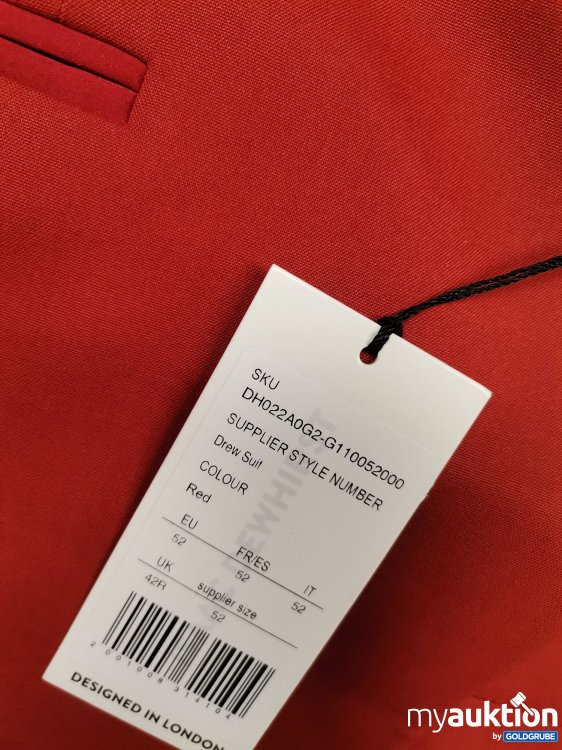 SKU
DH022A0G2-G110052000
SUPPLIER STYLE NUMBER
Drew Suit
COLOUR
Red
EU FR/ES IT
52 52 52
UK supplier size
42R 52
2001008314104
DESIGNED IN LONDON
myauktion
by GOLDGRUBE